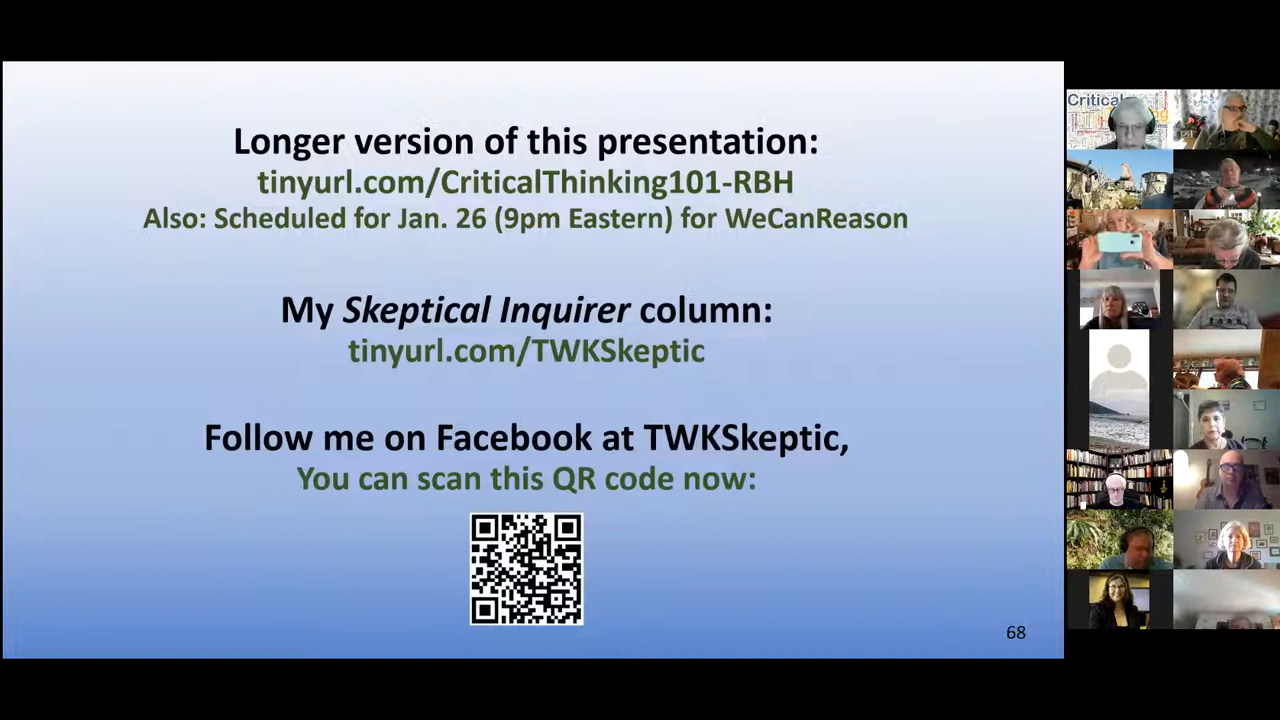 Longer version of this presentation:
tinyurl.com/CriticalThinking101-RBH
Also: Scheduled for Jan. 26 (9pm Eastern) for WeCanReason
My Skeptical Inquirer column:
tinyurl.com/TWKSkeptic
Follow me on Facebook at TWKSkeptic,
You can scan this QR code now:
68
Critical